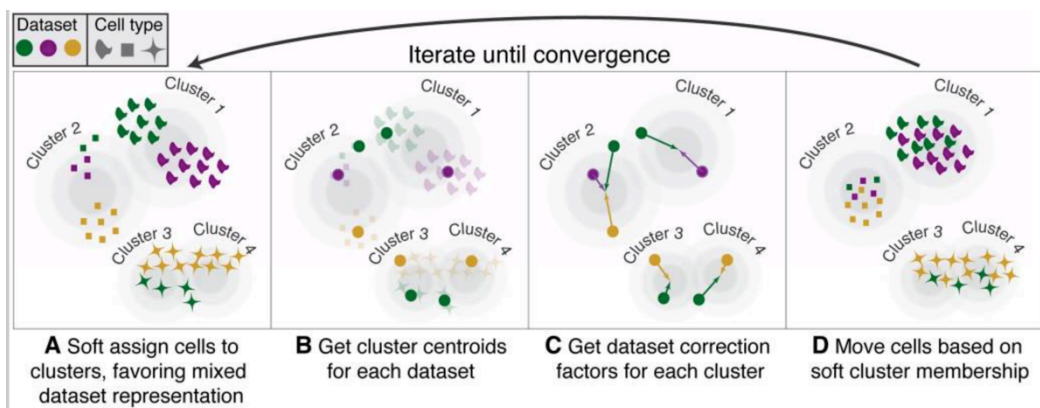 Dataset
Cell type
Iterate until convergence
Cluster 1
Cluster 2
Cluster 3
Cluster 4
Cluster 1
Cluster 2
Cluster 3
Cluster 4
Cluster 1
Cluster 2
Cluster 3
Cluster 4
Cluster 1
Cluster 2
Cluster 3
Cluster 4
A Soft assign cells to
clusters, favoring mixed
dataset representation
B Get cluster centroids
for each dataset
C Get dataset correction
factors for each cluster
D Move cells based on
soft cluster membership